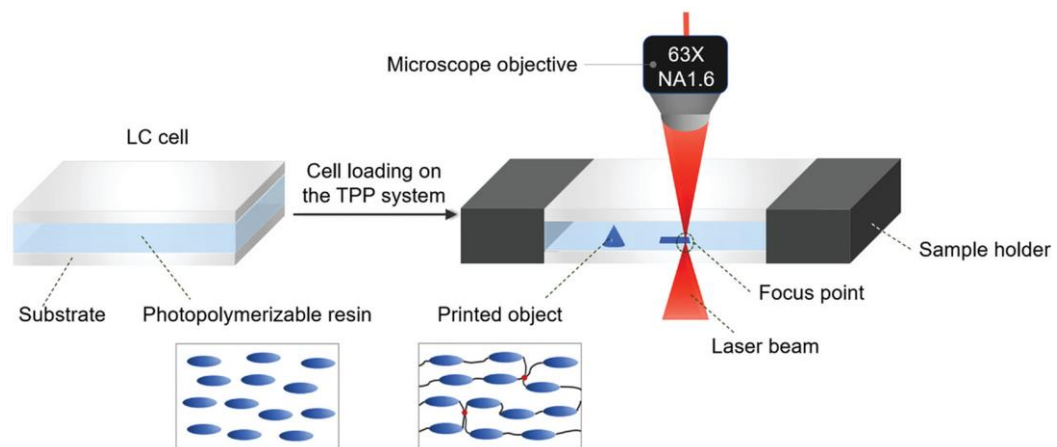 63X
NA1.6
Microscope objective
LC cell
Cell loading on
the TPP system
Sample holder
Substrate
Photopolymerizable resin
Printed object
Focus point
Laser beam